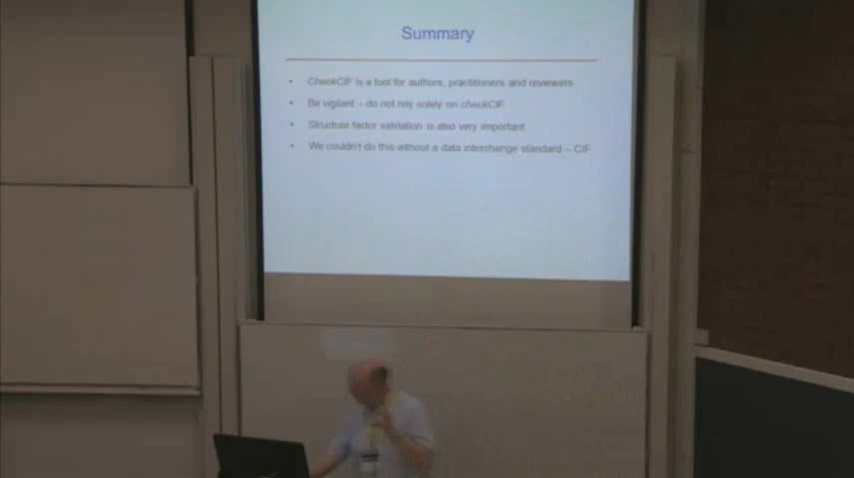 Summary
• CheckCIF is a tool for authors, practitioners and reviewers
• Be vigilant – do not rely solely on checkCIF
• Structure factor validation is also very important
• We couldn't do this without a data interchange standard – CIF